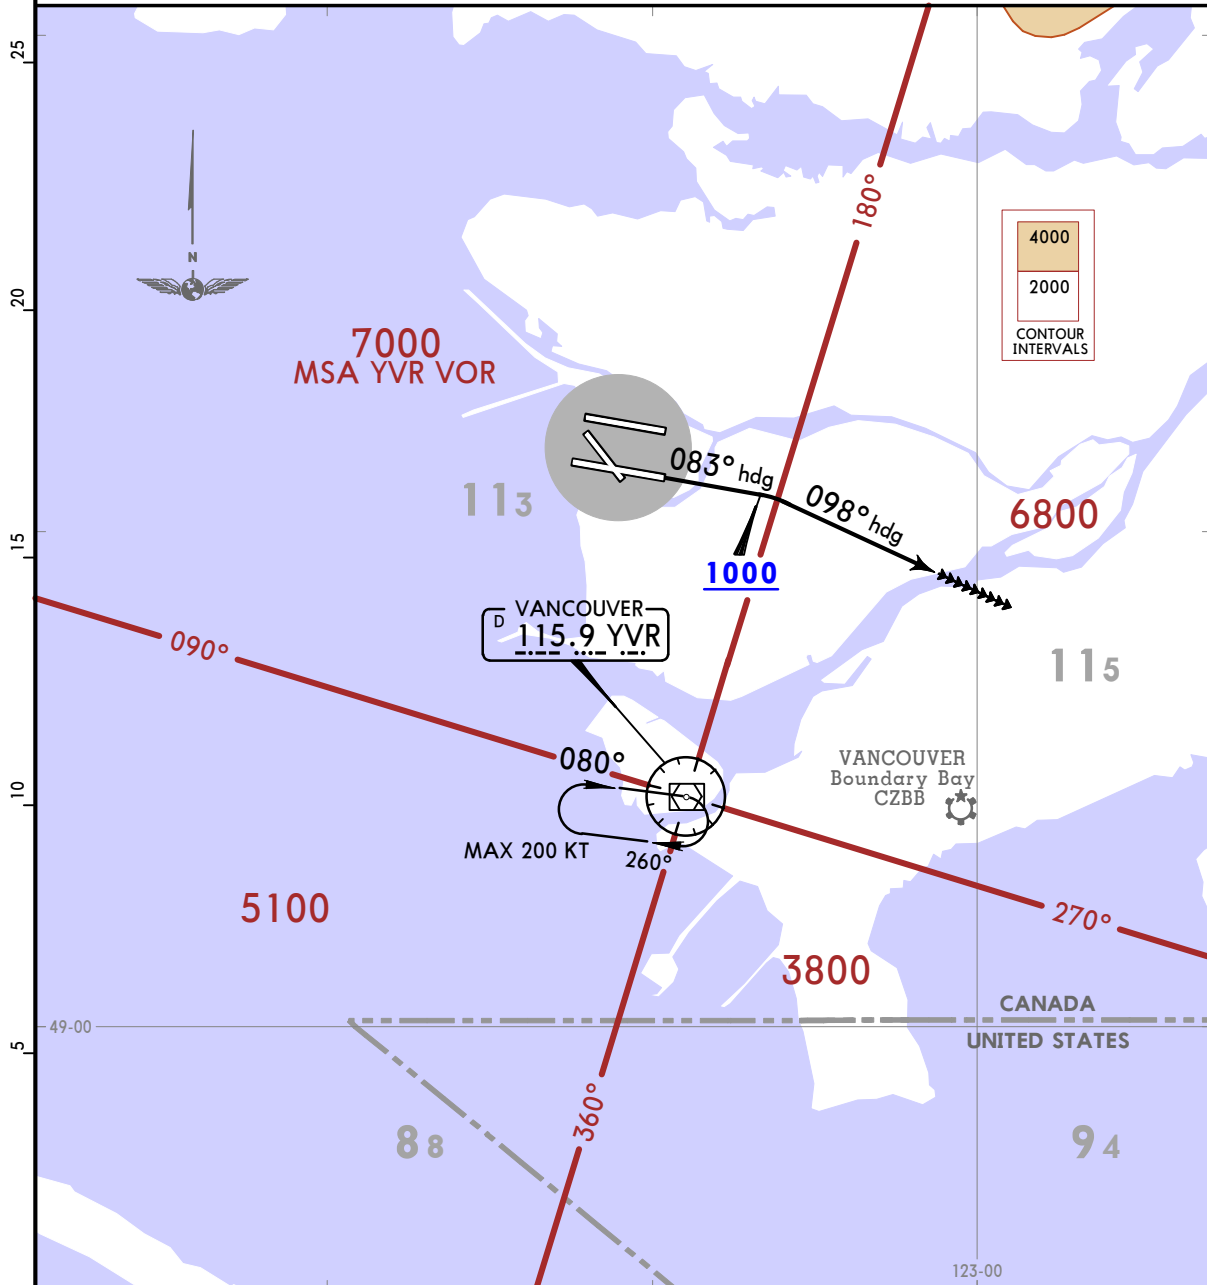 25
180°
4000
2000
CONTOUR
INTERVALS
N
20
7000
MSA YVR VOR
083° hdg
098° hdg
113
6800
15
1000
VANCOUVER
D 115.9 YVR
090°
115
080°
VANCOUVER
Boundary Bay
CZBB
10
MAX 200 KT
260°
5100
270°
3800
CANADA
49-00
UNITED STATES
5
360°
88
94
123-00